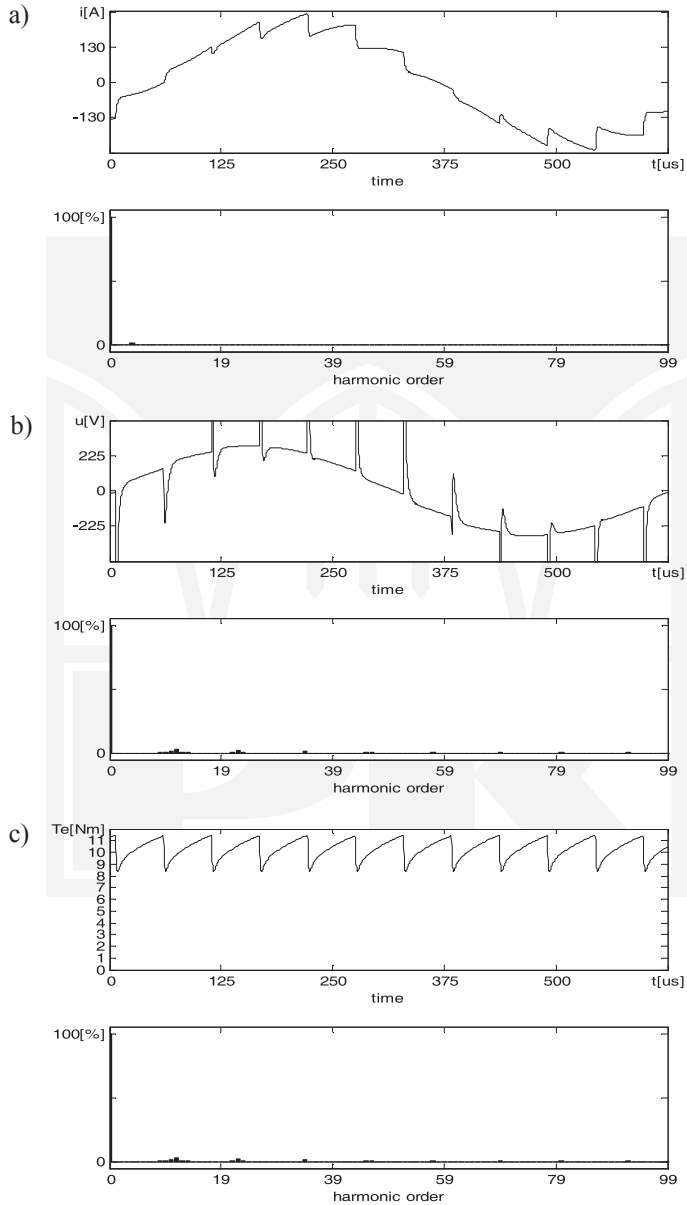 a)
i[A]
130
0
-130
0 125 250 375 500 t[us]
time
100[%]
0
0 19 39 59 79 99
harmonic order
b)
u[V]
225
0
-225
0 125 250 375 500 t[us]
time
100[%]
0
0 19 39 59 79 99
harmonic order
c)
Te[Nm]
11
10
9
8
7
6
5
4
3
2
1
0
0 125 250 375 500 t[us]
time
100[%]
0
0 19 39 59 79 99
harmonic order